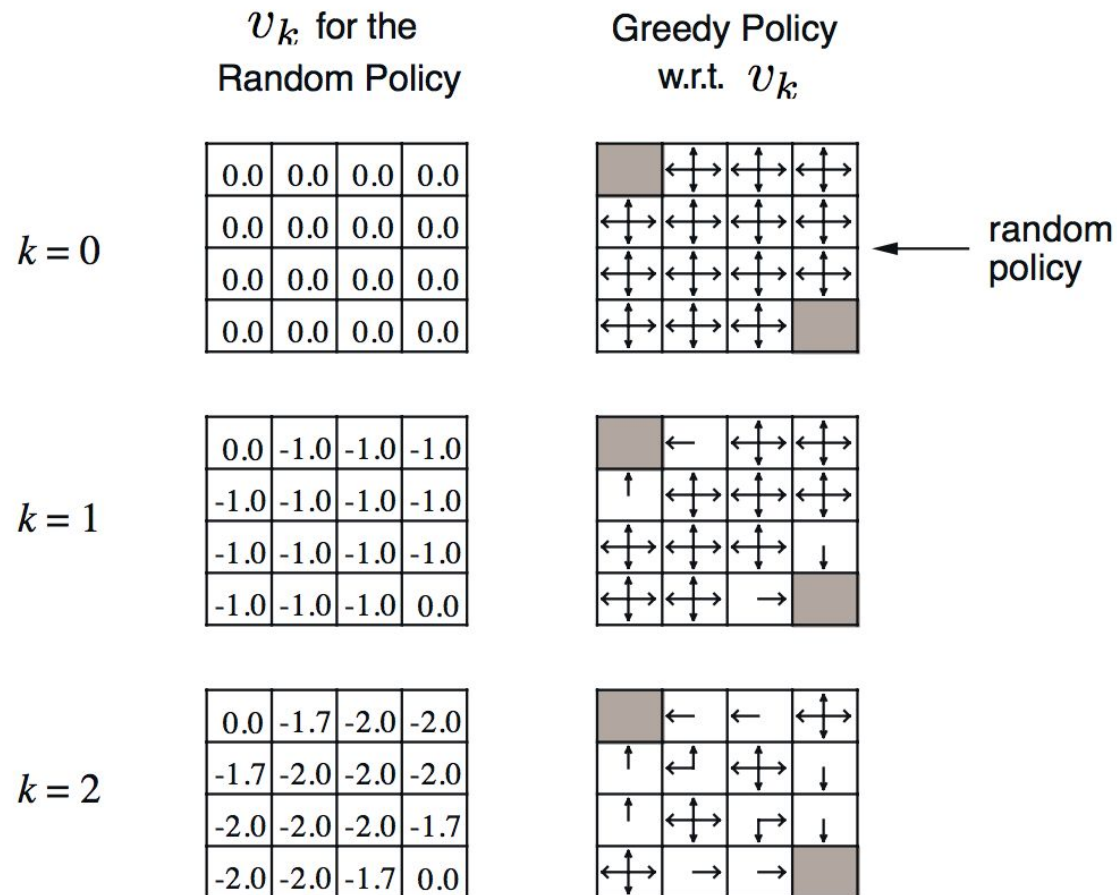 v_k for the
Random Policy
Greedy Policy
w.r.t. v_k
k = 0
0.0 0.0 0.0 0.0
0.0 0.0 0.0 0.0
0.0 0.0 0.0 0.0
0.0 0.0 0.0 0.0
random
policy
k = 1
0.0 -1.0 -1.0 -1.0
-1.0 -1.0 -1.0 -1.0
-1.0 -1.0 -1.0 -1.0
-1.0 -1.0 -1.0 0.0
k = 2
0.0 -1.7 -2.0 -2.0
-1.7 -2.0 -2.0 -2.0
-2.0 -2.0 -2.0 -1.7
-2.0 -2.0 -1.7 0.0